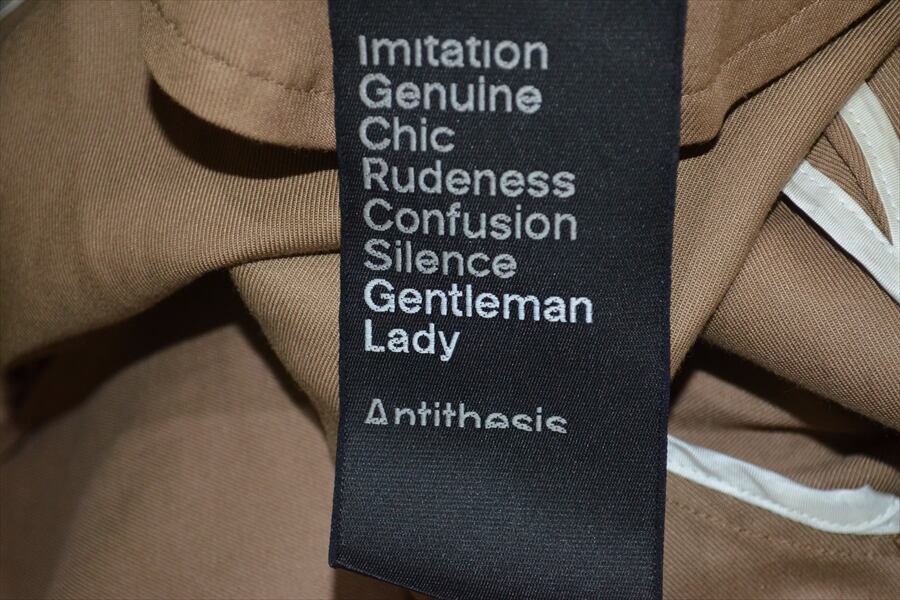 Imitation
Genuine
Chic
Rudeness
Confusion
Silence
Gentleman
Lady
Antithesis